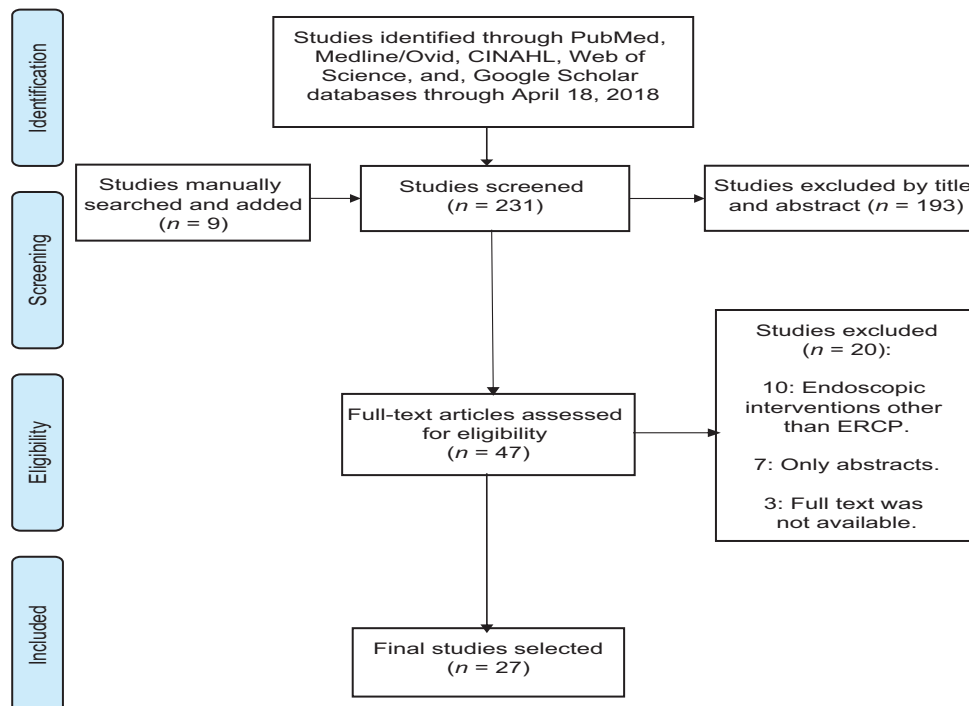 Identification
Studies identified through PubMed,
Medline/Ovid, CINAHL, Web of
Science, and, Google Scholar
databases through April 18, 2018
Screening
Studies manually
searched and added
(n = 9)
Studies screened
(n = 231)
Studies excluded by title
and abstract (n = 193)
Eligibility
Full-text articles assessed
for eligibility
(n = 47)
Studies excluded
(n = 20):
10: Endoscopic
interventions other
than ERCP.
7: Only abstracts.
3: Full text was
not available.
Included
Final studies selected
(n = 27)